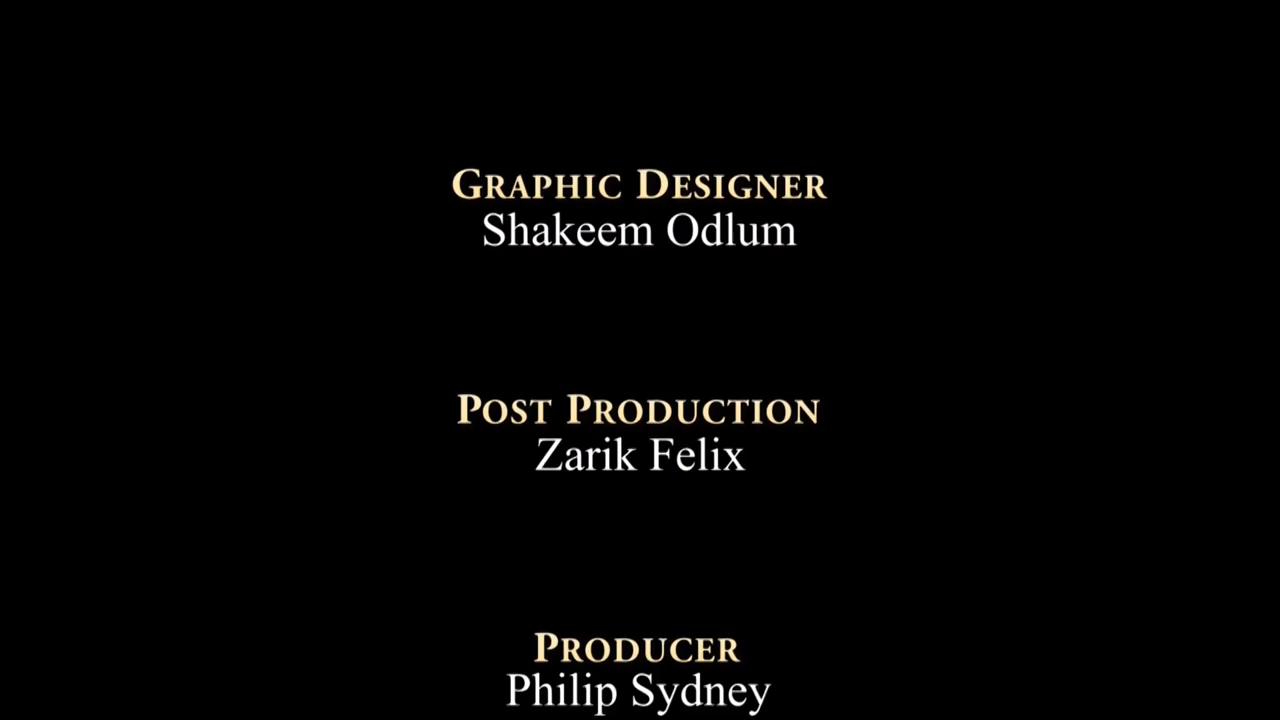 Graphic Designer
Shakeem Odlum
Post Production
Zarik Felix
Producer
Philip Sydney